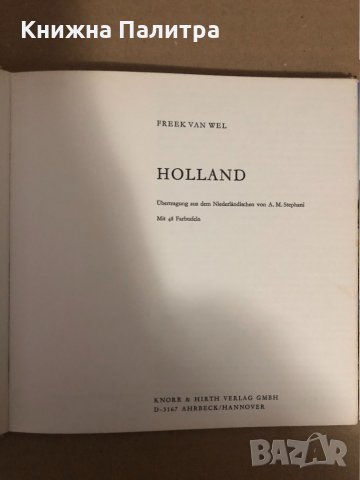 Книжна Палитра
FREEK VAN WEL
HOLLAND
Übertragung aus dem Niederländischen von A. M. Stephani
Mit 48 Farbtafeln
KNORR & HIRTH VERLAG GMBH
D-3167 AHRBECK/HANNOVER
BAZAR
bg